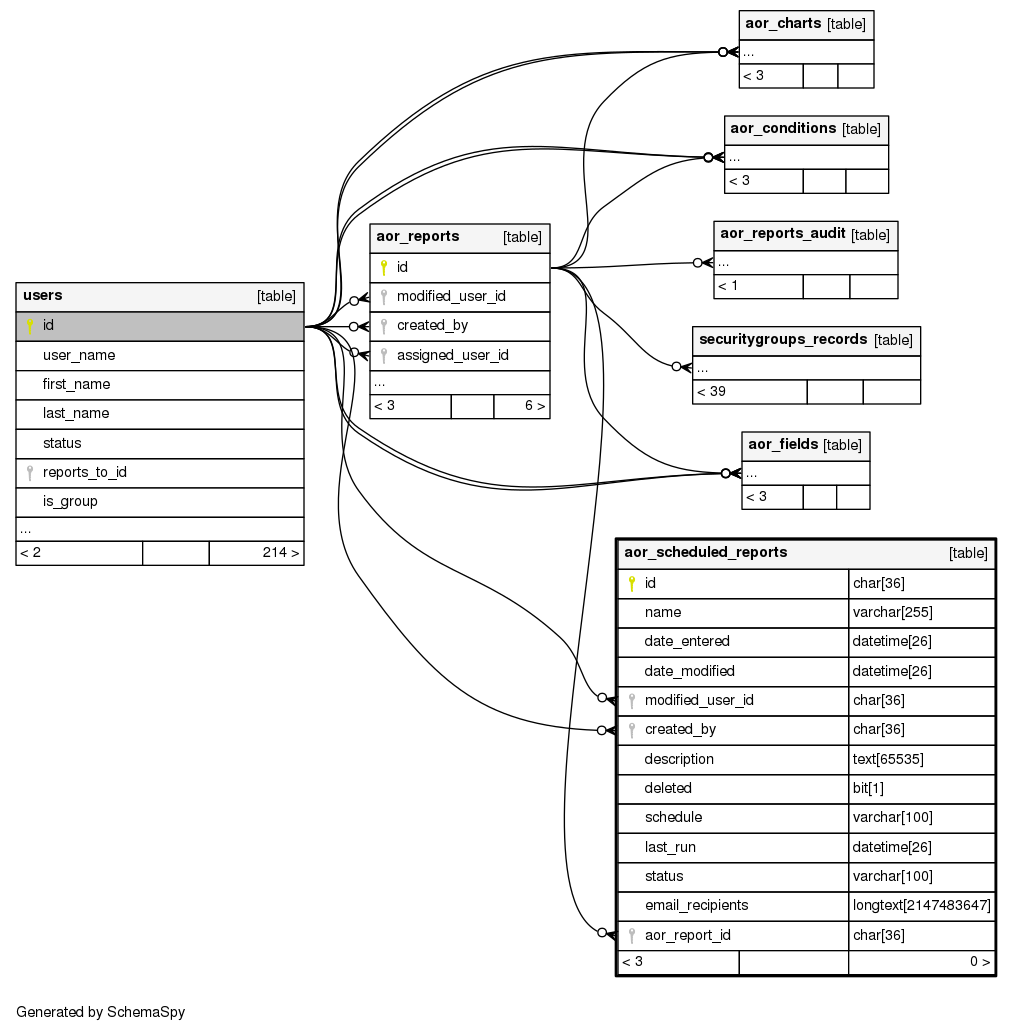 aor_charts [table]
...
< 3
aor_conditions [table]
...
< 3
aor_reports [table]
id
modified_user_id
created_by
assigned_user_id
...
< 3 6 >
aor_reports_audit [table]
...
< 1
users [table]
id
user_name
first_name
last_name
status
reports_to_id
is_group
...
< 2 214 >
securitygroups_records [table]
...
< 39
aor_fields [table]
...
< 3
aor_scheduled_reports [table]
id char[36]
name varchar[255]
date_entered datetime[26]
date_modified datetime[26]
modified_user_id char[36]
created_by char[36]
description text[65535]
deleted bit[1]
schedule varchar[100]
last_run datetime[26]
status varchar[100]
email_recipients longtext[2147483647]
aor_report_id char[36]
< 3 0 >
Generated by SchemaSpy